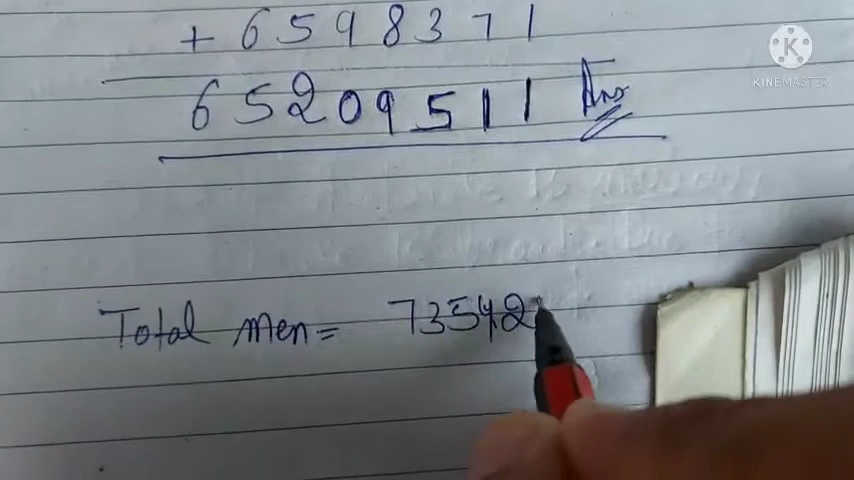 + 6598371
65209511 Ans
Total men = 73542
K
KINEMASTER